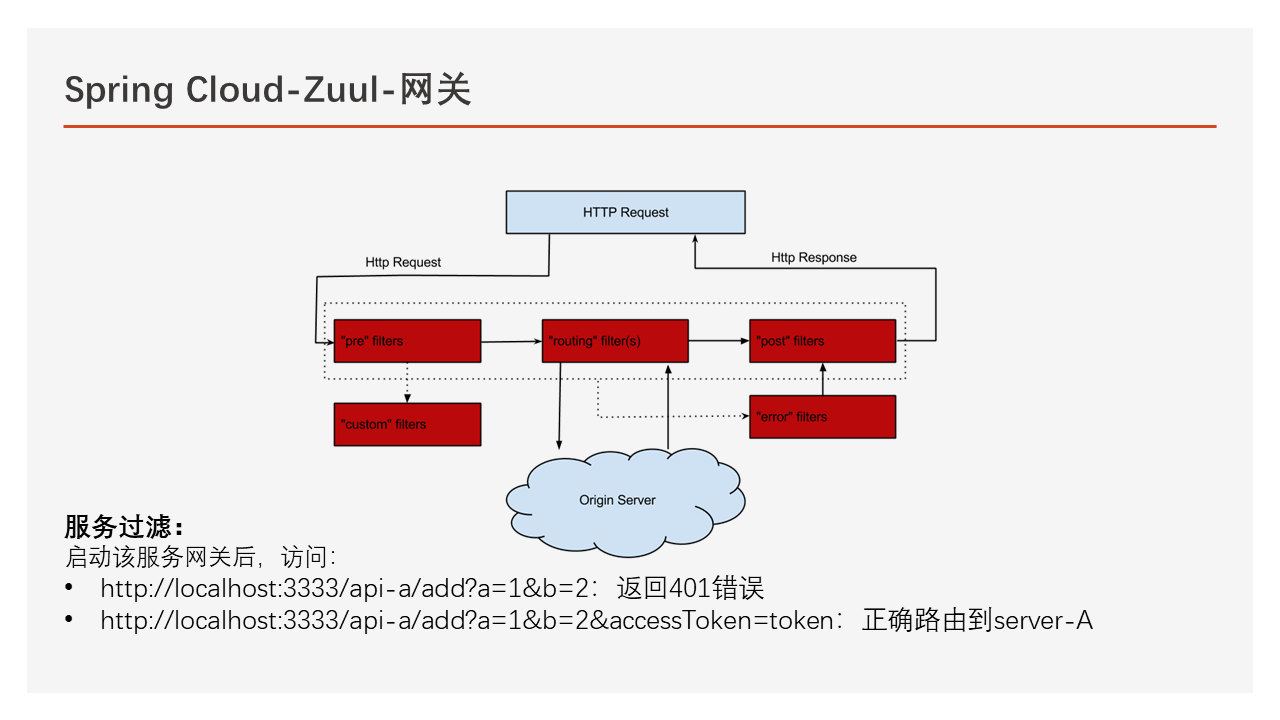 Spring Cloud-Zuul-网关
HTTP Request
Http Request
Http Response
"pre" filters
"routing" filter(s)
"post" filters
"custom" filters
"error" filters
Origin Server
服务过滤：
启动该服务网关后，访问：
• http://localhost:3333/api-a/add?a=1&b=2：返回401错误
• http://localhost:3333/api-a/add?a=1&b=2&accessToken=token：正确路由到server-A